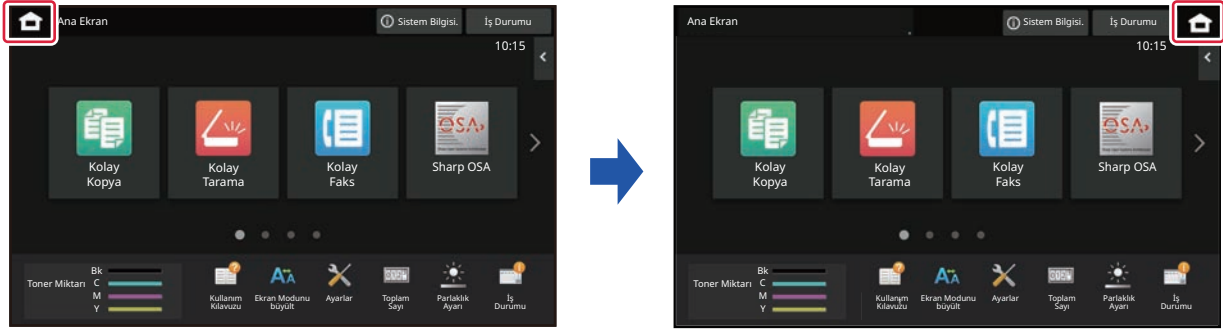 Ana Ekran
Sistem Bilgisi.
İş Durumu
10:15
Kolay
Kopya
Kolay
Tarama
Kolay
Faks
OSA
Sharp OSA
Toner Miktarı
Bk
C
M
Y
Kullanım
Kılavuzu
Ekran Modunu
büyült
Ayarlar
Toplam
Sayı
Parlaklık
Ayarı
İş
Durumu
Ana Ekran
Sistem Bilgisi.
İş Durumu
10:15
Kolay
Kopya
Kolay
Tarama
Kolay
Faks
OSA
Sharp OSA
Toner Miktarı
Bk
C
M
Y
Kullanım
Kılavuzu
Ekran Modunu
büyült
Ayarlar
Toplam
Sayı
Parlaklık
Ayarı
İş
Durumu